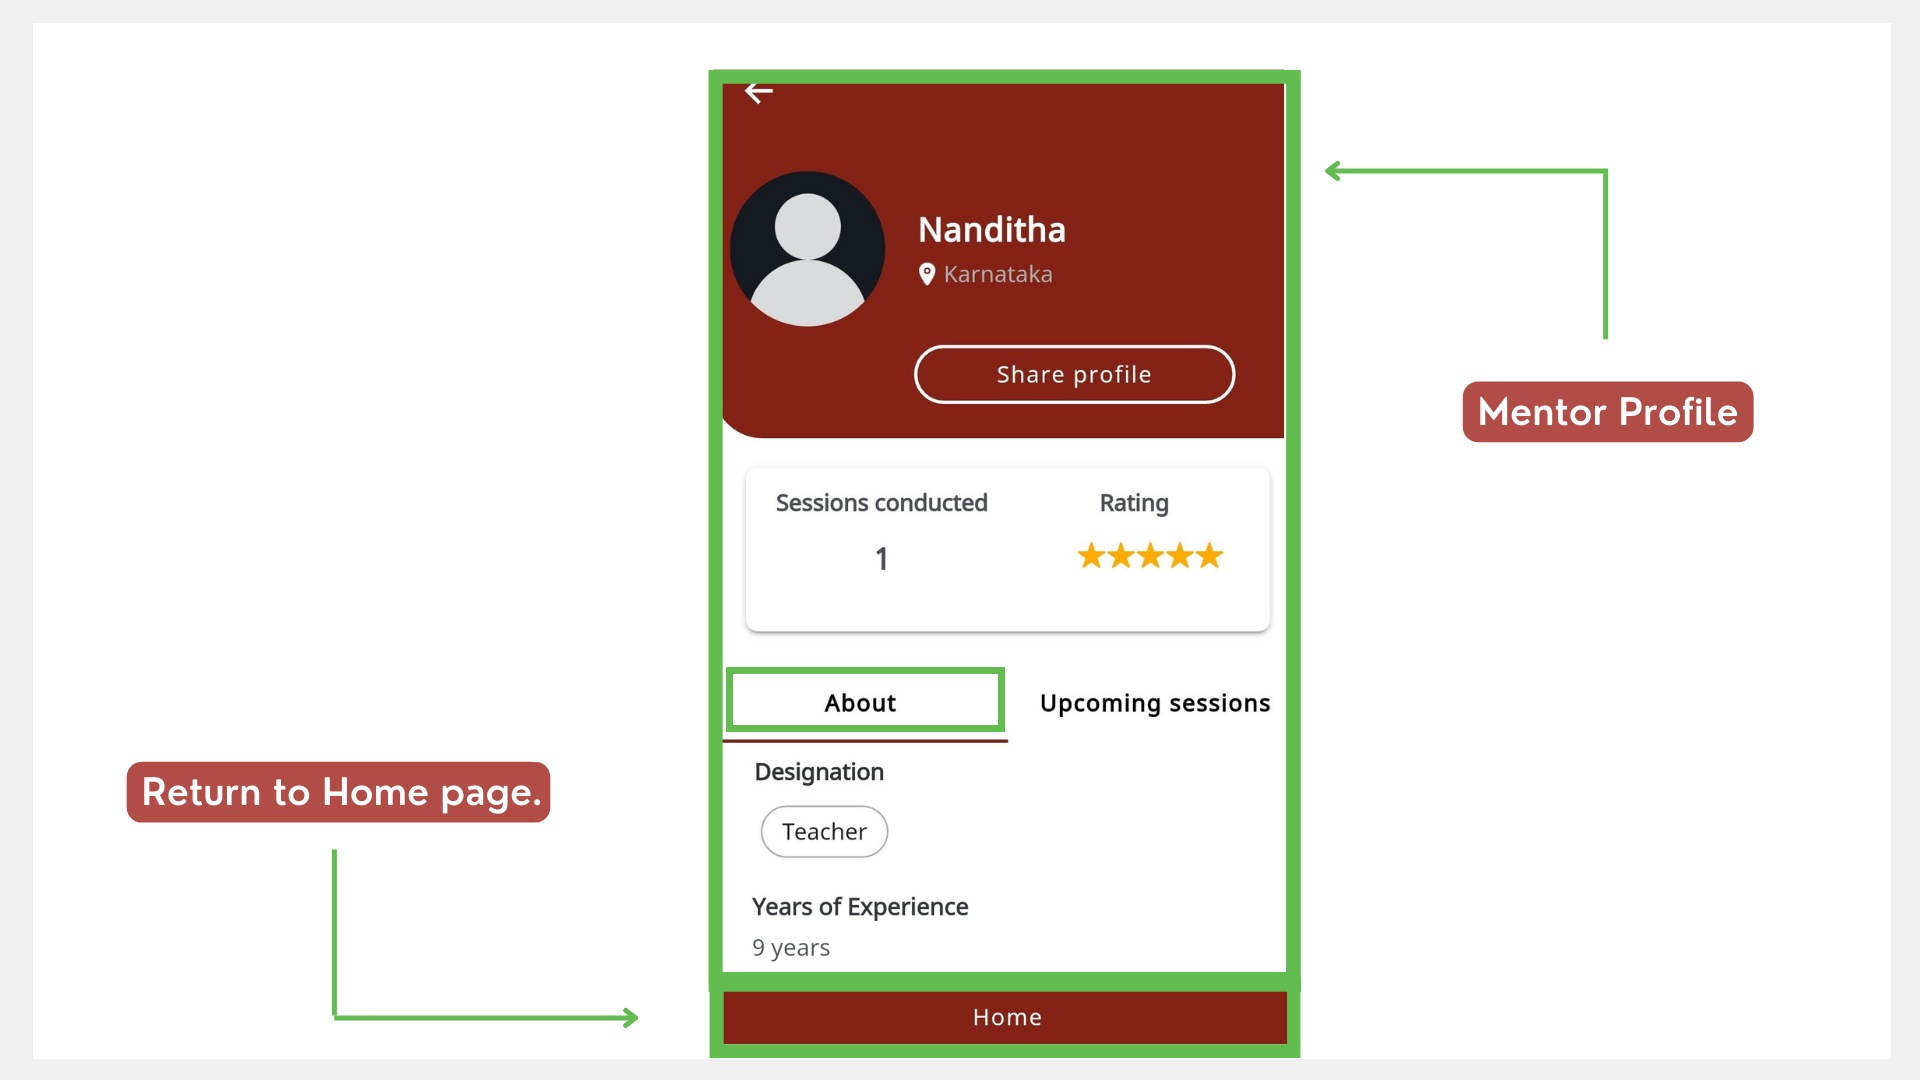 Nanditha
Karnataka
Share profile
Mentor Profile
Sessions conducted
Rating
1
About
Upcoming sessions
Designation
Teacher
Return to Home page.
Years of Experience
9 years
Home